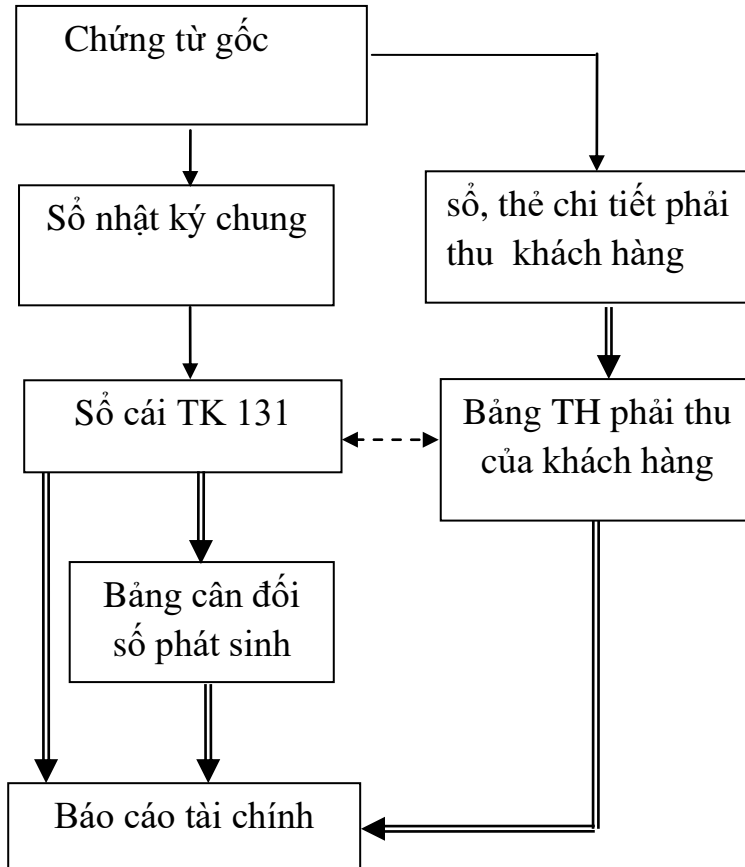 Chứng từ gốc
Sổ nhật ký chung
sổ, thẻ chi tiết phải
thu khách hàng
Sổ cái TK 131
Bảng TH phải thu
của khách hàng
Bảng cân đối
số phát sinh
Báo cáo tài chính